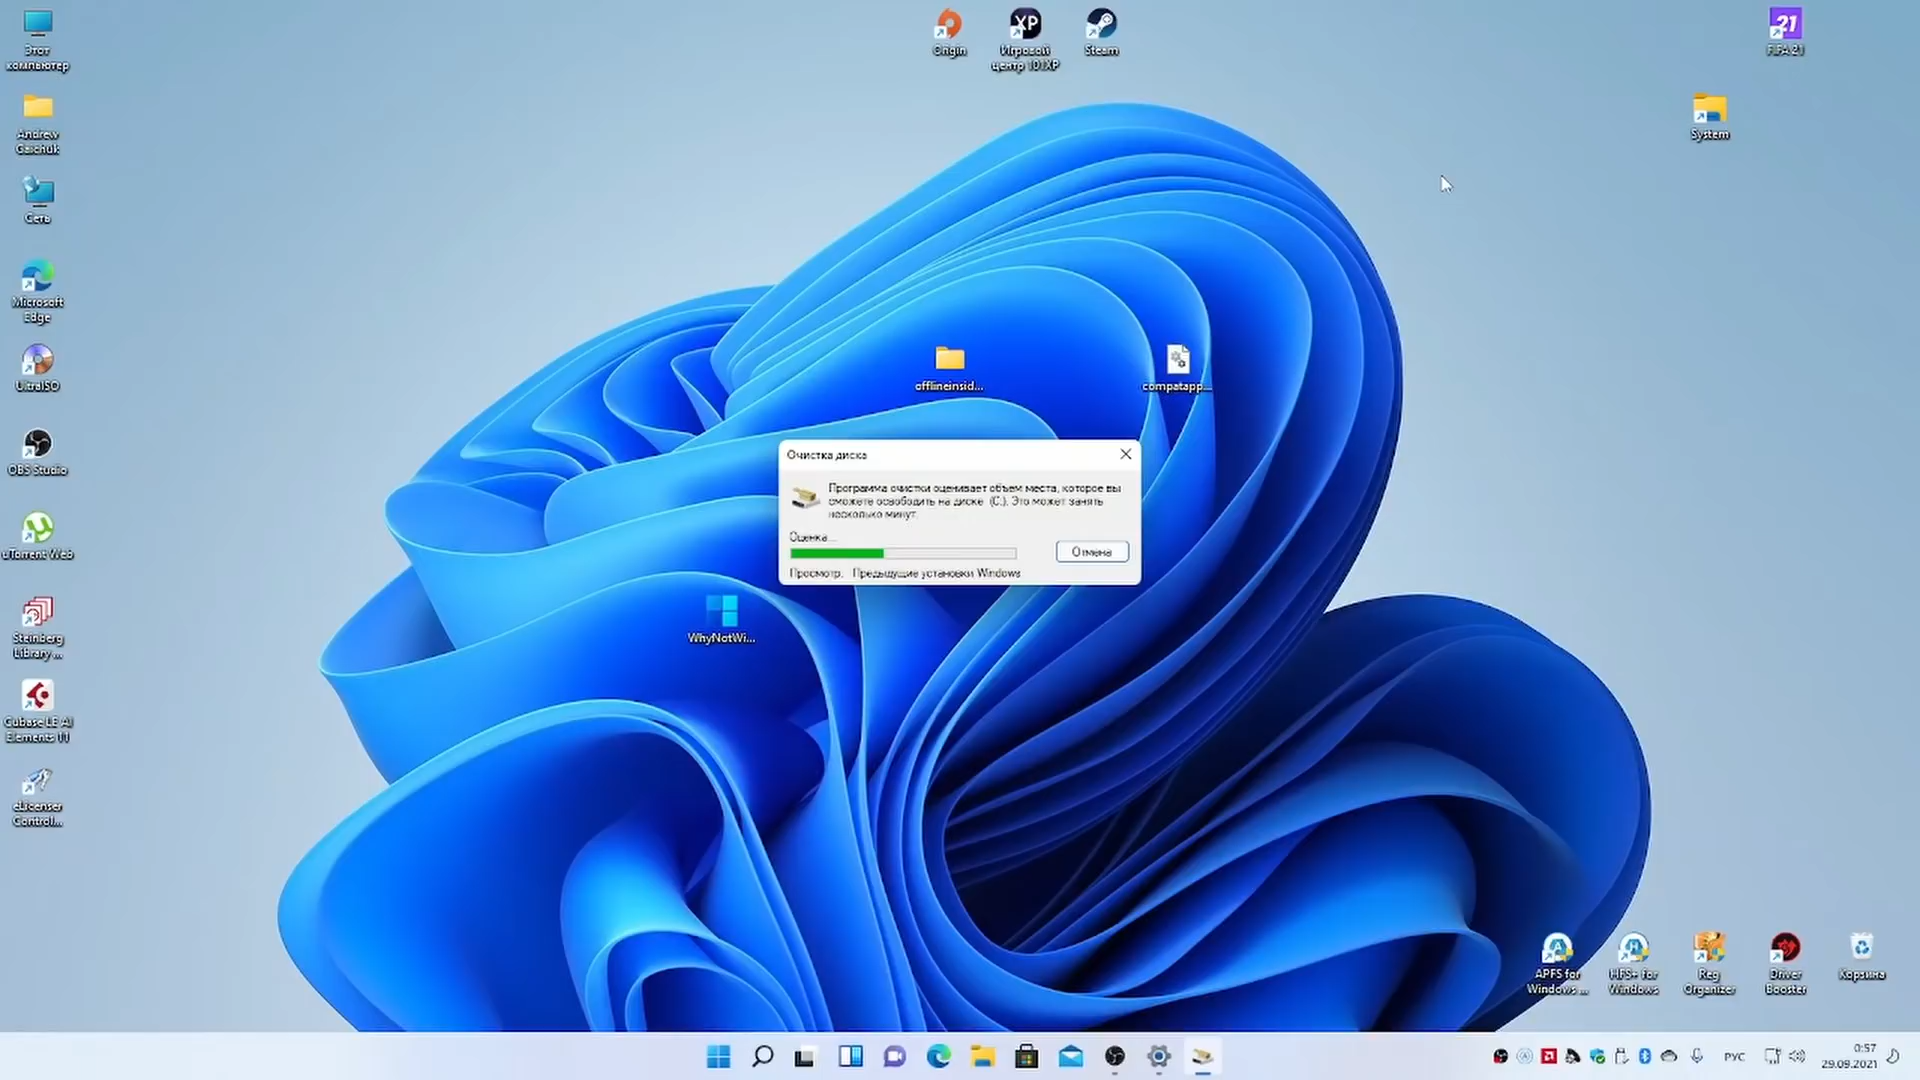 Этот
компьютер
Andrew
Gaichuk
Сеть
Microsoft
Edge
UltraISO
OBS Studio
uTorrent Web
Steinberg
Library ...
Cubase LE AI
Elements 11
eLicenser
Control...
Origin
Игровой
центр 101XP
Steam
21
FIFA 21
System
offlineinsid...
compatapp...
Очистка диска
Программа очистки оценивает объем места, которое вы
сможете освободить на диске (C:). Это может занять
несколько минут.
Оценка...
Отмена
Просмотр: Предыдущие установки Windows
WhyNotWi...
APFS for
Windows ...
HFS+ for
Windows
Reg
Organizer
Driver
Booster
Корзина
РУС
0:57
29.09.2021